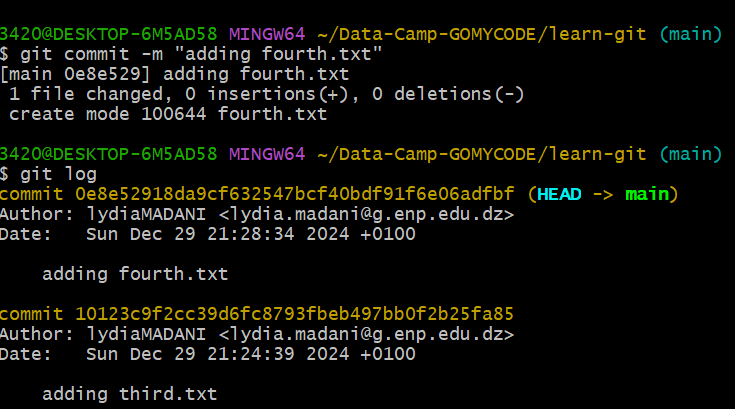 3420@DESKTOP-6M5AD58 MINGW64 ~/Data-Camp-GOMYCODE/learn-git (main)
$ git commit -m "adding fourth.txt"
[main 0e8e529] adding fourth.txt
 1 file changed, 0 insertions(+), 0 deletions(-)
 create mode 100644 fourth.txt

3420@DESKTOP-6M5AD58 MINGW64 ~/Data-Camp-GOMYCODE/learn-git (main)
$ git log
commit 0e8e52918da9cf632547bcf40bdf91f6e06adfbf (HEAD -> main)
Author: lydiaMADANI <lydia.madani@g.enp.edu.dz>
Date:   Sun Dec 29 21:28:34 2024 +0100

    adding fourth.txt

commit 10123c9f2cc39d6fc8793fbeb497bb0f2b25fa85
Author: lydiaMADANI <lydia.madani@g.enp.edu.dz>
Date:   Sun Dec 29 21:24:39 2024 +0100

    adding third.txt